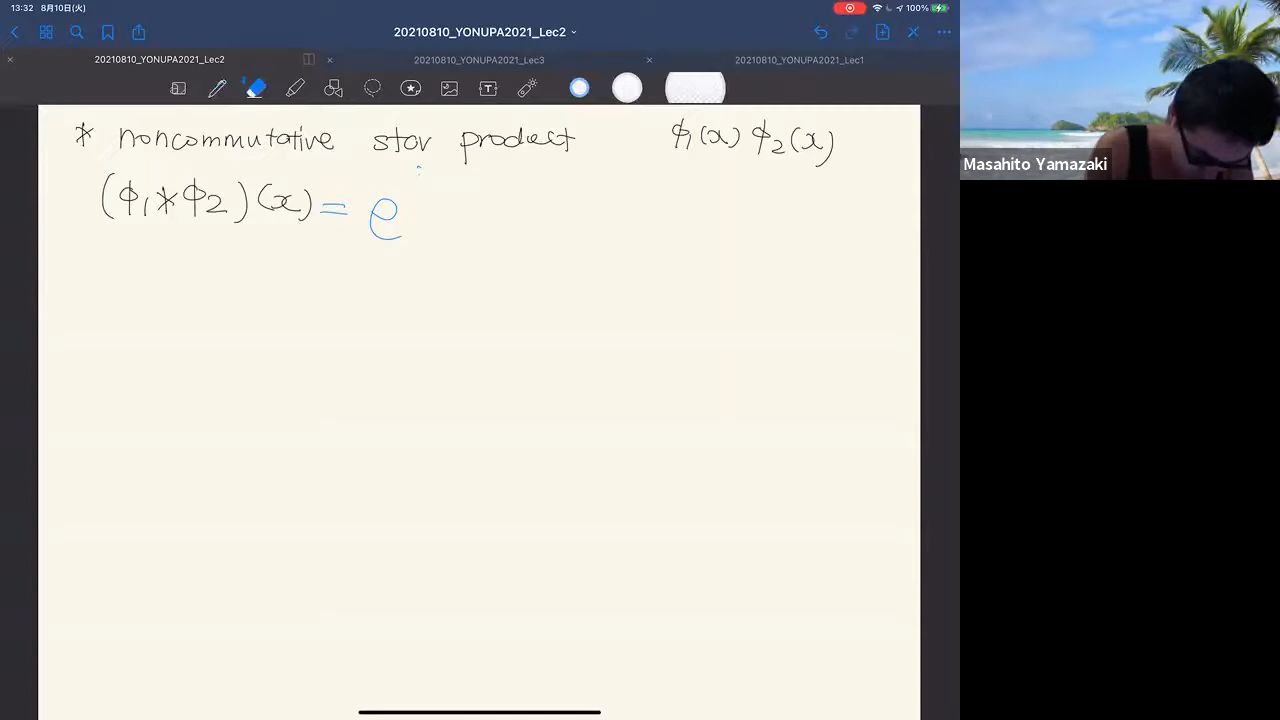 13:32 8月10日(火)
100%
20210810_YONUPA2021_Lec2
20210810_YONUPA2021_Lec2 20210810_YONUPA2021_Lec3 20210810_YONUPA2021_Lec1
* noncommutative star product ϕ₁(x) ϕ₂(x)
(ϕ₁*ϕ₂)(x) = e
Masahito Yamazaki